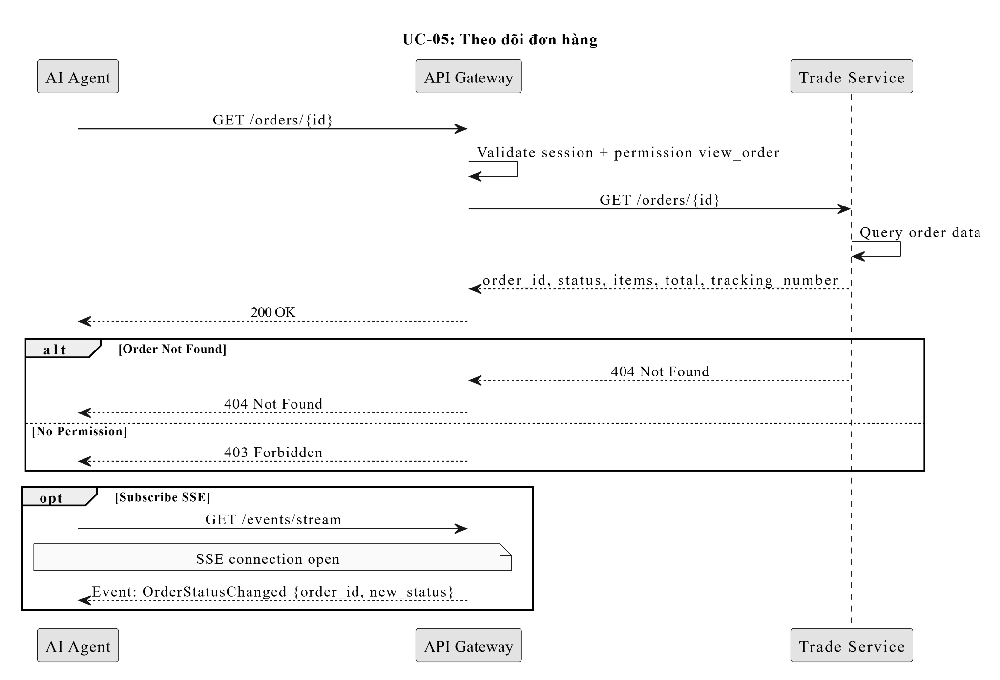 UC-05: Theo dõi đơn hàng
AI Agent
API Gateway
Trade Service
GET /orders/{id}
Validate session + permission view_order
GET /orders/{id}
Query order data
order_id, status, items, total, tracking_number
200 OK
alt
[Order Not Found]
404 Not Found
404 Not Found
[No Permission]
403 Forbidden
opt
[Subscribe SSE]
GET /events/stream
SSE connection open
Event: OrderStatusChanged {order_id, new_status}
AI Agent
API Gateway
Trade Service